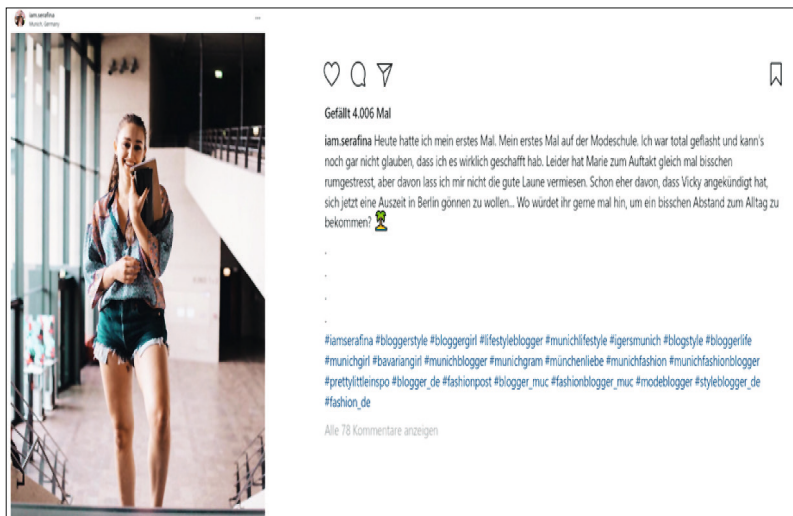 iam.serafina
Munich, Germany
Gefällt 4.006 Mal
iam.serafina Heute hatte ich mein erstes Mal. Mein erstes Mal auf der Modeschule. Ich war total geflasht und kann's
noch gar nicht glauben, dass ich es wirklich geschafft hab. Leider hat Marie zum Auftakt gleich mal bisschen
rumgestresst, aber davon lass ich mir nicht die gute Laune vermiesen. Schon eher davon, dass Vicky angekündigt hat,
sich jetzt eine Auszeit in Berlin gönnen zu wollen... Wo würdet ihr gerne mal hin, um ein bisschen Abstand zum Alltag zu
bekommen? 🏝
.
.
.
.
#iamserafina #bloggerstyle #bloggergirl #lifestyleblogger #munichlifestyle #igersmunich #blogstyle #bloggerlife
#munichgirl #bavariangirl #munichblogger #munichgram #münchenliebe #munichfashion #munichfashionblogger
#prettylittleinspo #blogger_de #fashionpost #blogger_muc #fashionblogger_muc #modeblogger #styleblogger_de
#fashion_de
Alle 78 Kommentare anzeigen